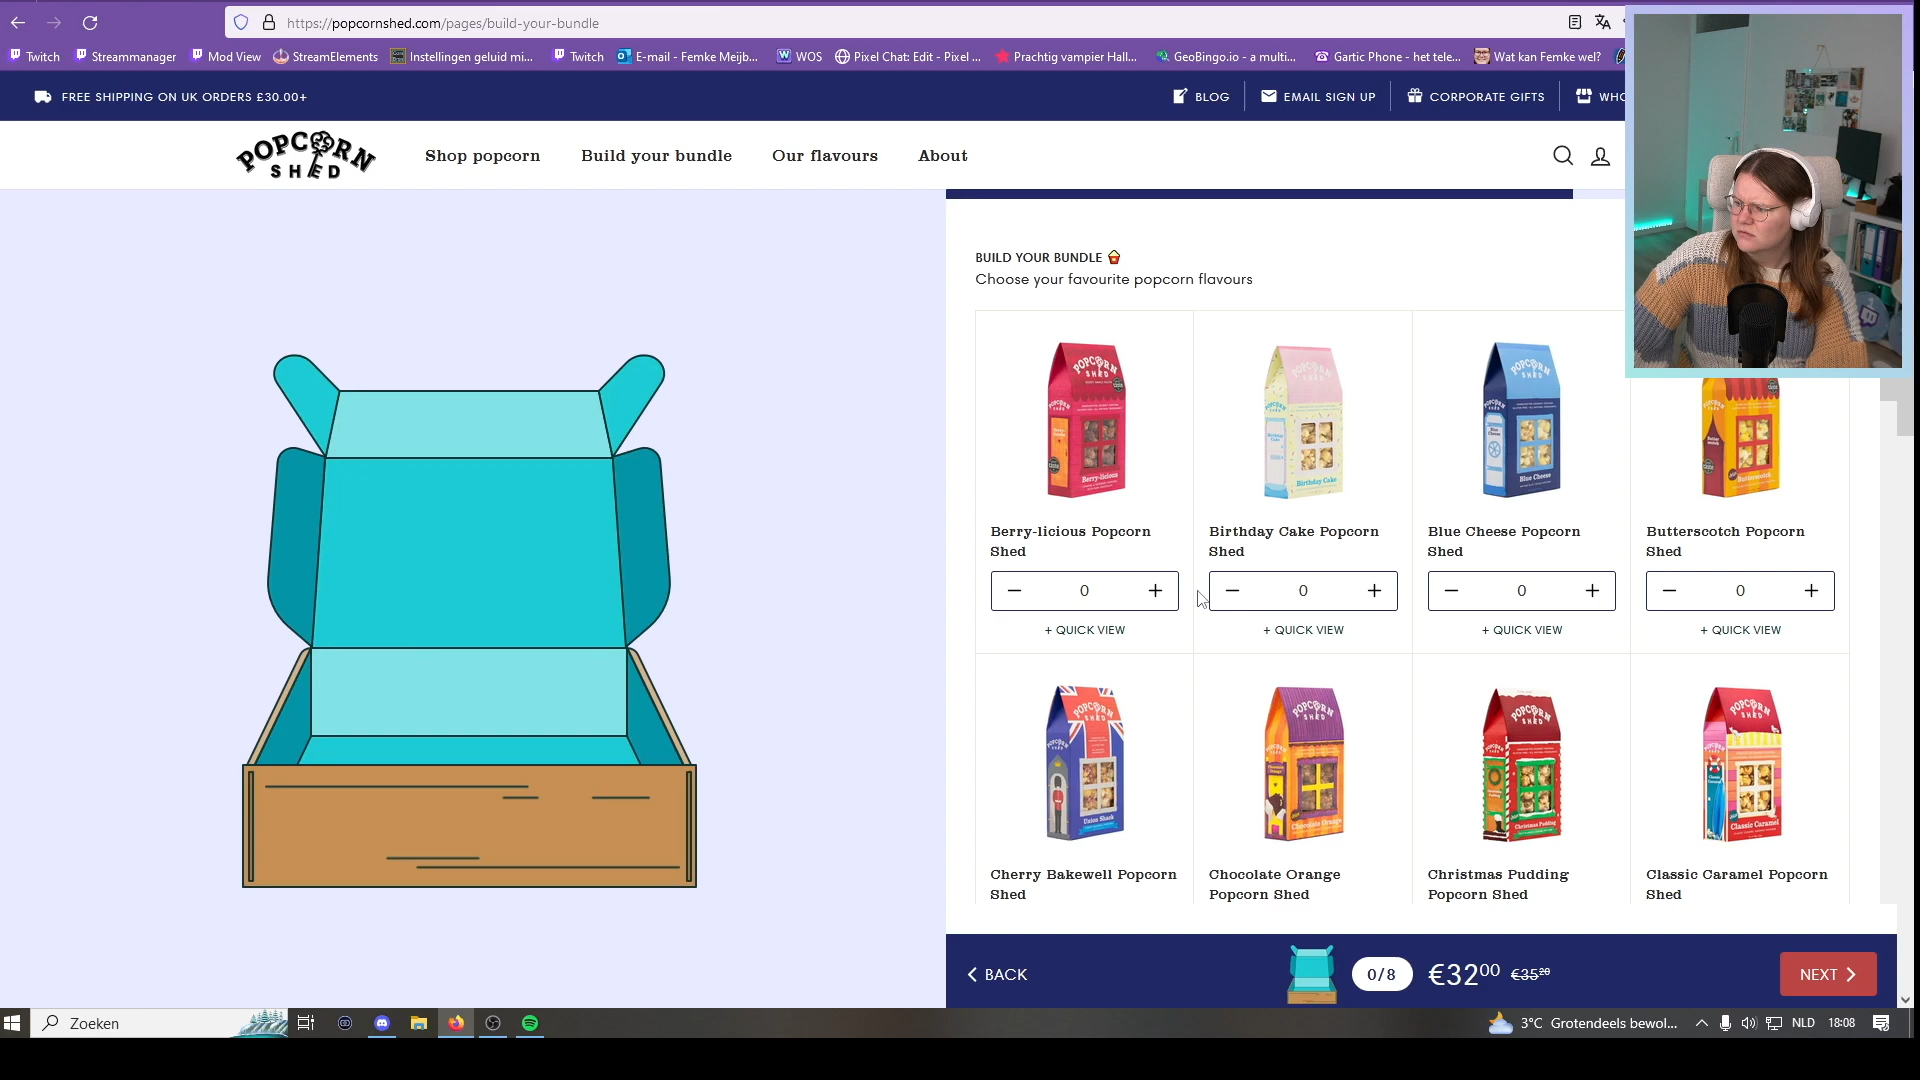 https://popcornshed.com/pages/build-your-bundle
Twitch
Streammanager
Mod View
StreamElements
Instellingen geluid mi...
Twitch
E-mail - Femke Meijb...
WOS
Pixel Chat: Edit - Pixel ...
Prachtig vampier Hall...
GeoBingo.io - a multi...
Gartic Phone - het tele...
Wat kan Femke wel?
FREE SHIPPING ON UK ORDERS £30.00+
BLOG
EMAIL SIGN UP
CORPORATE GIFTS
WHO
POPCORN
SHED
Shop popcorn
Build your bundle
Our flavours
About
BUILD YOUR BUNDLE
Choose your favourite popcorn flavours
Berry-licious Popcorn
Shed
Birthday Cake Popcorn
Shed
Blue Cheese Popcorn
Shed
Butterscotch Popcorn
Shed
0
0
0
0
+ QUICK VIEW
+ QUICK VIEW
+ QUICK VIEW
+ QUICK VIEW
Cherry Bakewell Popcorn
Shed
Chocolate Orange
Popcorn Shed
Christmas Pudding
Popcorn Shed
Classic Caramel Popcorn
Shed
BACK
0/8
€3200
€3520
NEXT
Zoeken
3°C Grotendeels bewol...
NLD
18:08